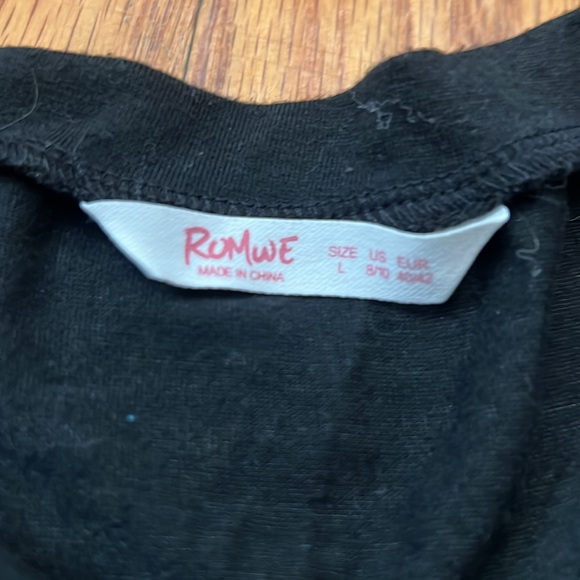 ROMWE
MADE IN CHINA
SIZE US EUR
L 8/10 40/42